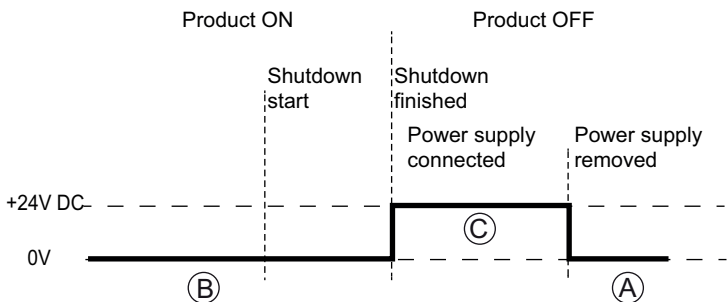 Product ON
Product OFF
Shutdown
start
Shutdown
finished
Power supply
connected
Power supply
removed
+24V DC
C
0V
B
A